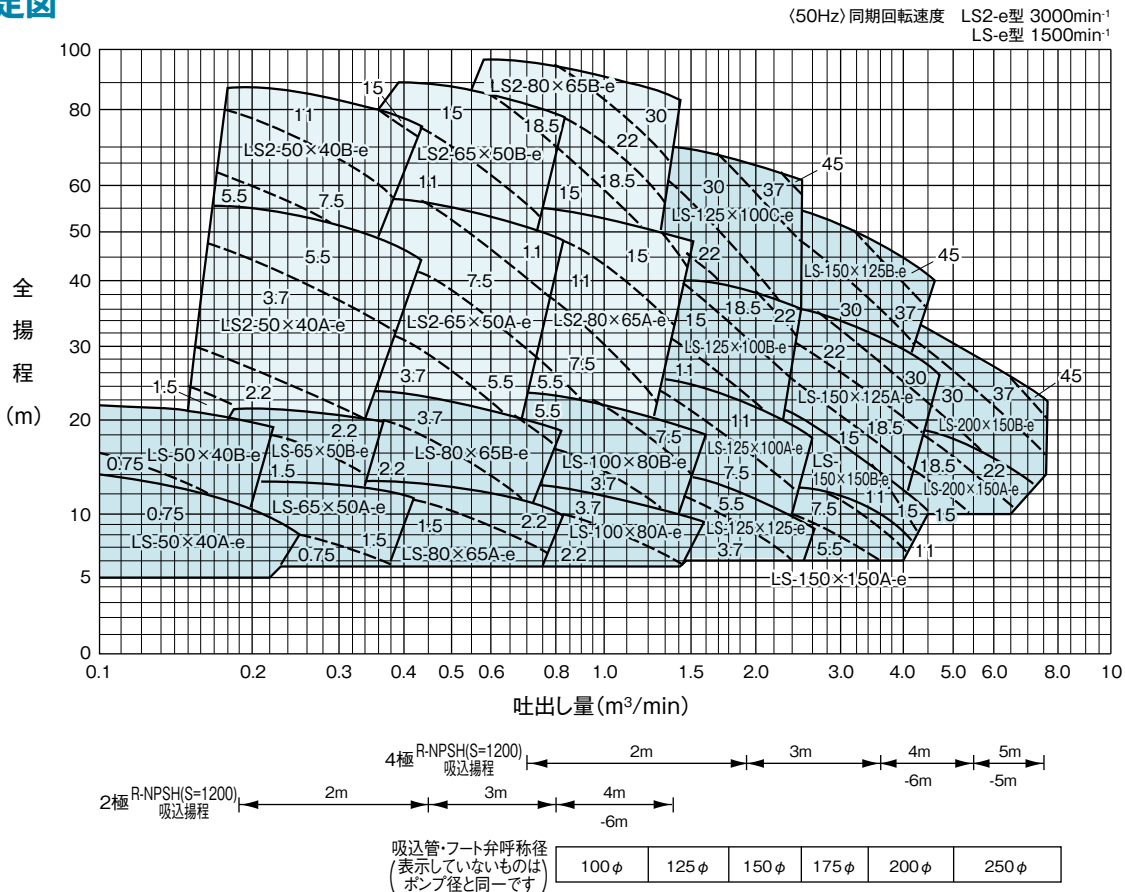 定図
〈50Hz〉同期回転速度 LS2-e型 3000min⁻¹
LS-e型 1500min⁻¹
全揚程(m)
100
80
60
50
40
30
20
10
5
0
0.1 0.2 0.3 0.4 0.5 0.6 0.8 1.0 1.5 2.0 3.0 4.0 5.0 6.0 8.0 10
吐出し量(m³/min)
15
LS2-80×65B-e
30
11
15
18.5
22
LS2-50×40B-e
LS2-65×50B-e
45
5.5
7.5
11
15
18.5
30
37
LS-125×100C-e
5.5
11
15
22
LS-150×125B-e
45
3.7
7.5
11
LS2-50×40A-e
LS2-65×50A-e
LS2-80×65A-e
15
18.5
22
30
37
LS-125×100B-e
22
1.5
2.2
3.7
5.5
7.5
5.5
11
30
45
LS-150×125A-e
30
37
LS-50×40B-e
2.2
LS-65×50B-e
3.7
LS-80×65B-e
5.5
7.5
LS-100×80B-e
11
LS-125×100A-e
15
18.5
LS-200×150B-e
0.75
1.5
2.2
3.7
7.5
LS-
150×150B-e
11
18.5
22
LS-200×150A-e
0.75
LS-50×40A-e
LS-65×50A-e
1.5
2.2
3.7
5.5
7.5
15
15
0.75
1.5
LS-80×65A-e
2.2
LS-100×80A-e
LS-125×125-e
3.7
5.5
11
LS-150×150A-e
4極 R-NPSH(S=1200) 2m 3m 4m 5m
吸込揚程 -6m -5m
2極 R-NPSH(S=1200) 2m 3m 4m
吸込揚程 -6m
吸込管・フート弁呼称径
(表示していないものは
ポンプ径と同一です)
100φ 125φ 150φ 175φ 200φ 250φ